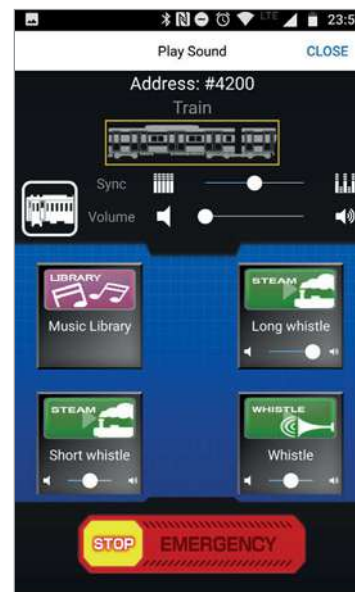 LTE 23:5
Play Sound CLOSE
Address: #4200
Train
Sync
Volume
LIBRARY
Music Library
STEAM
Long whistle
STEAM
Short whistle
WHISTLE
Whistle
STOP EMERGENCY